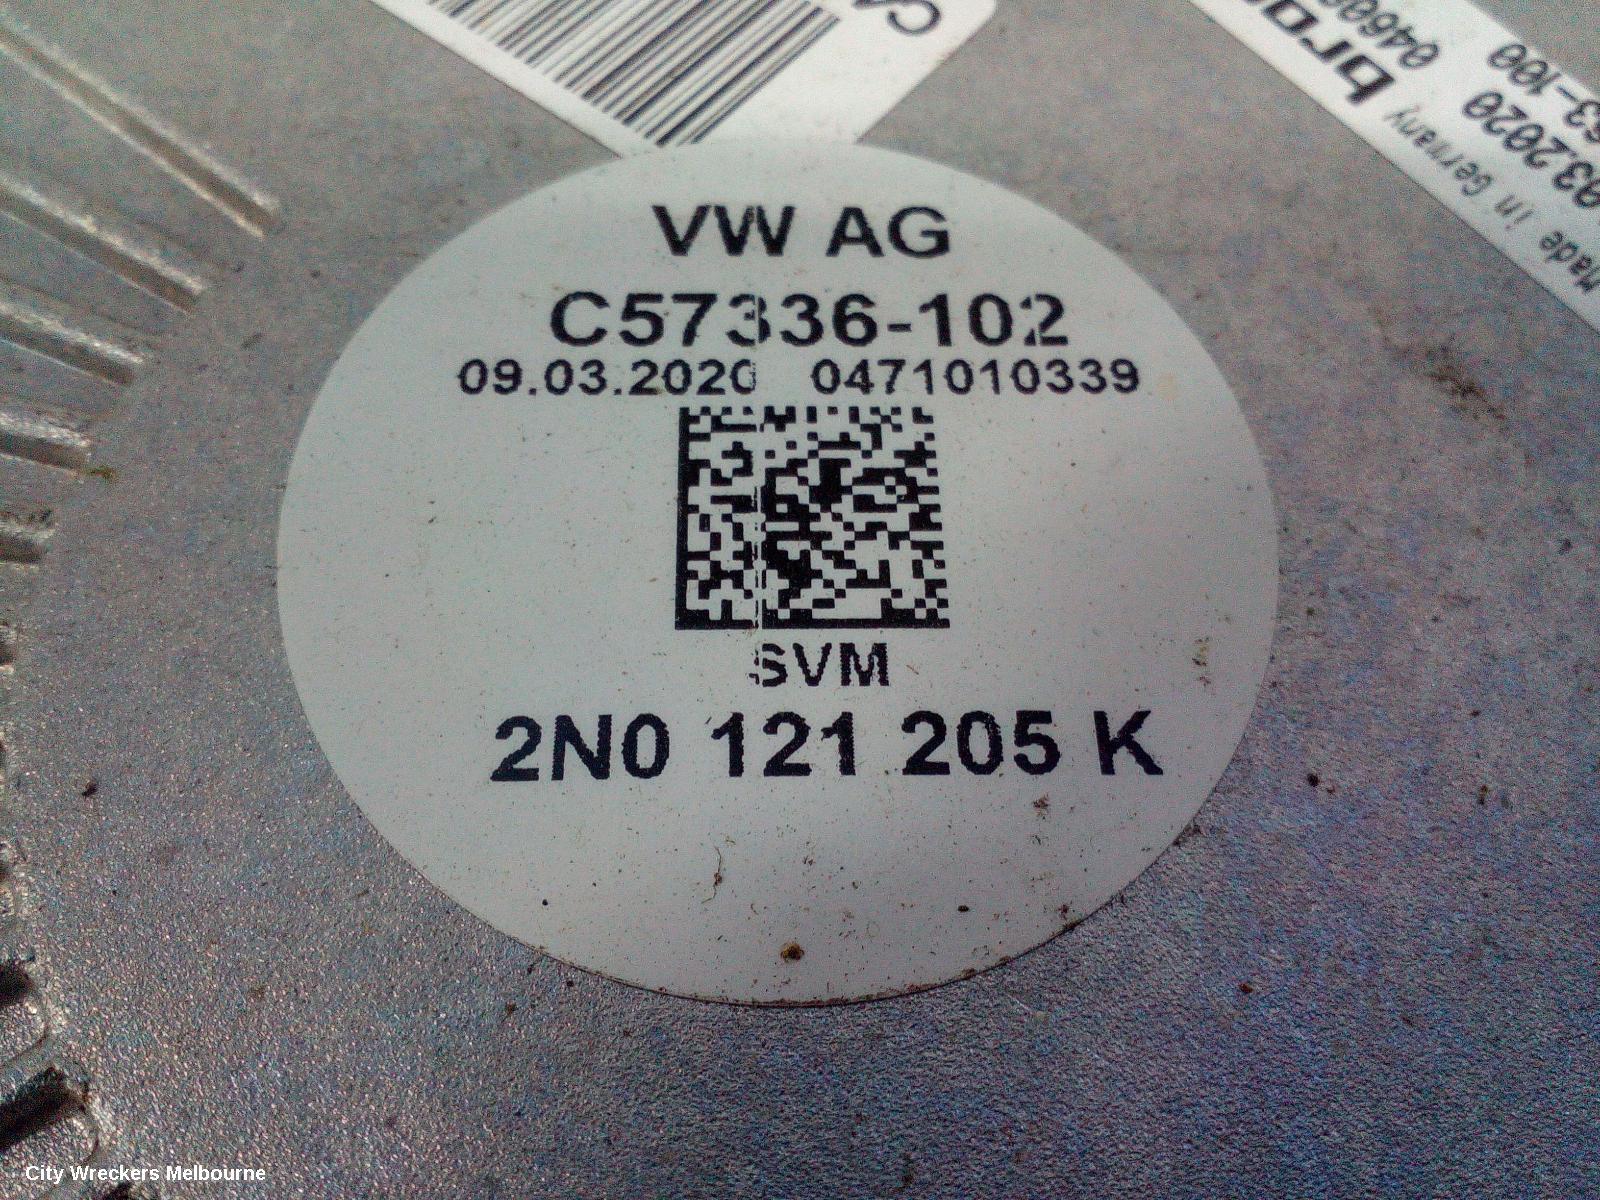 VW AG
C57336-102
09.03.2020 0471010339
SVM
2N0 121 205 K
Made in Germany
City Wreckers Melbourne